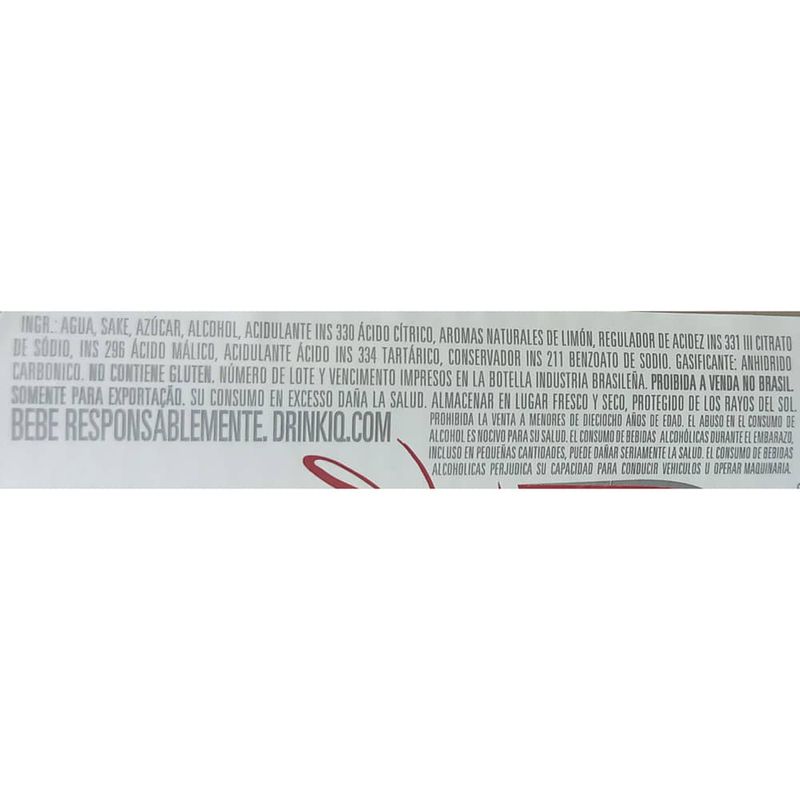 INGR.: AGUA, SAKE, AZÚCAR, ALCOHOL, ACIDULANTE INS 330 ÁCIDO CÍTRICO, AROMAS NATURALES DE LIMÓN, REGULADOR DE ACIDEZ INS 331 III CITRATO
DE SÓDIO, INS 296 ÁCIDO MÁLICO, ACIDULANTE ÁCIDO INS 334 TARTÁRICO, CONSERVADOR INS 211 BENZOATO DE SODIO. GASIFICANTE: ANHIDRIDO
CARBONICO. NO CONTIENE GLUTEN. NÚMERO DE LOTE Y VENCIMENTO IMPRESOS EN LA BOTELLA INDUSTRIA BRASILEÑA. PROIBIDA A VENDA NO BRASIL.
SOMENTE PARA EXPORTAÇÃO. SU CONSUMO EN EXCESSO DAÑA LA SALUD. ALMACENAR EN LUGAR FRESCO Y SECO, PROTEGIDO DE LOS RAYOS DEL SOL.
BEBE RESPONSABLEMENTE. DRINKIQ.COM
PROHIBIDA LA VENTA A MENORES DE DIECIOCHO AÑOS DE EDAD. EL ABUSO EN EL CONSUMO DE
ALCOHOL ES NOCIVO PARA SU SALUD. EL CONSUMO DE BEBIDAS ALCOHÓLICAS DURANTE EL EMBARAZO,
INCLUSO EN PEQUEÑAS CANTIDADES, PUEDE DAÑAR SERIAMENTE LA SALUD. EL CONSUMO DE BEBIDAS
ALCOHOLICAS PERJUDICA SU CAPACIDAD PARA CONDUCIR VEHICULOS U OPERAR MAQUINARIA.